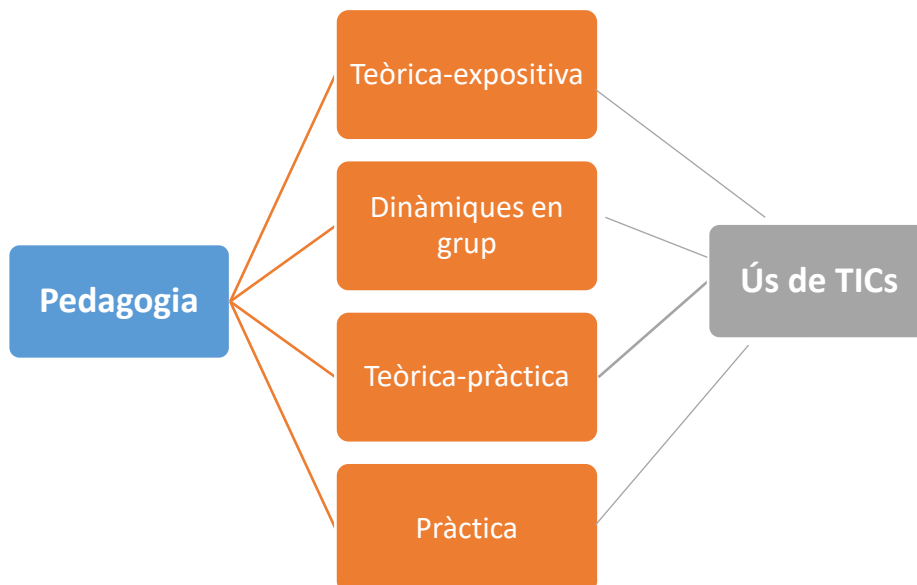 Teòrica-expositiva
Dinàmiques en
grup
Pedagogia
Ús de TICs
Teòrica-pràctica
Pràctica